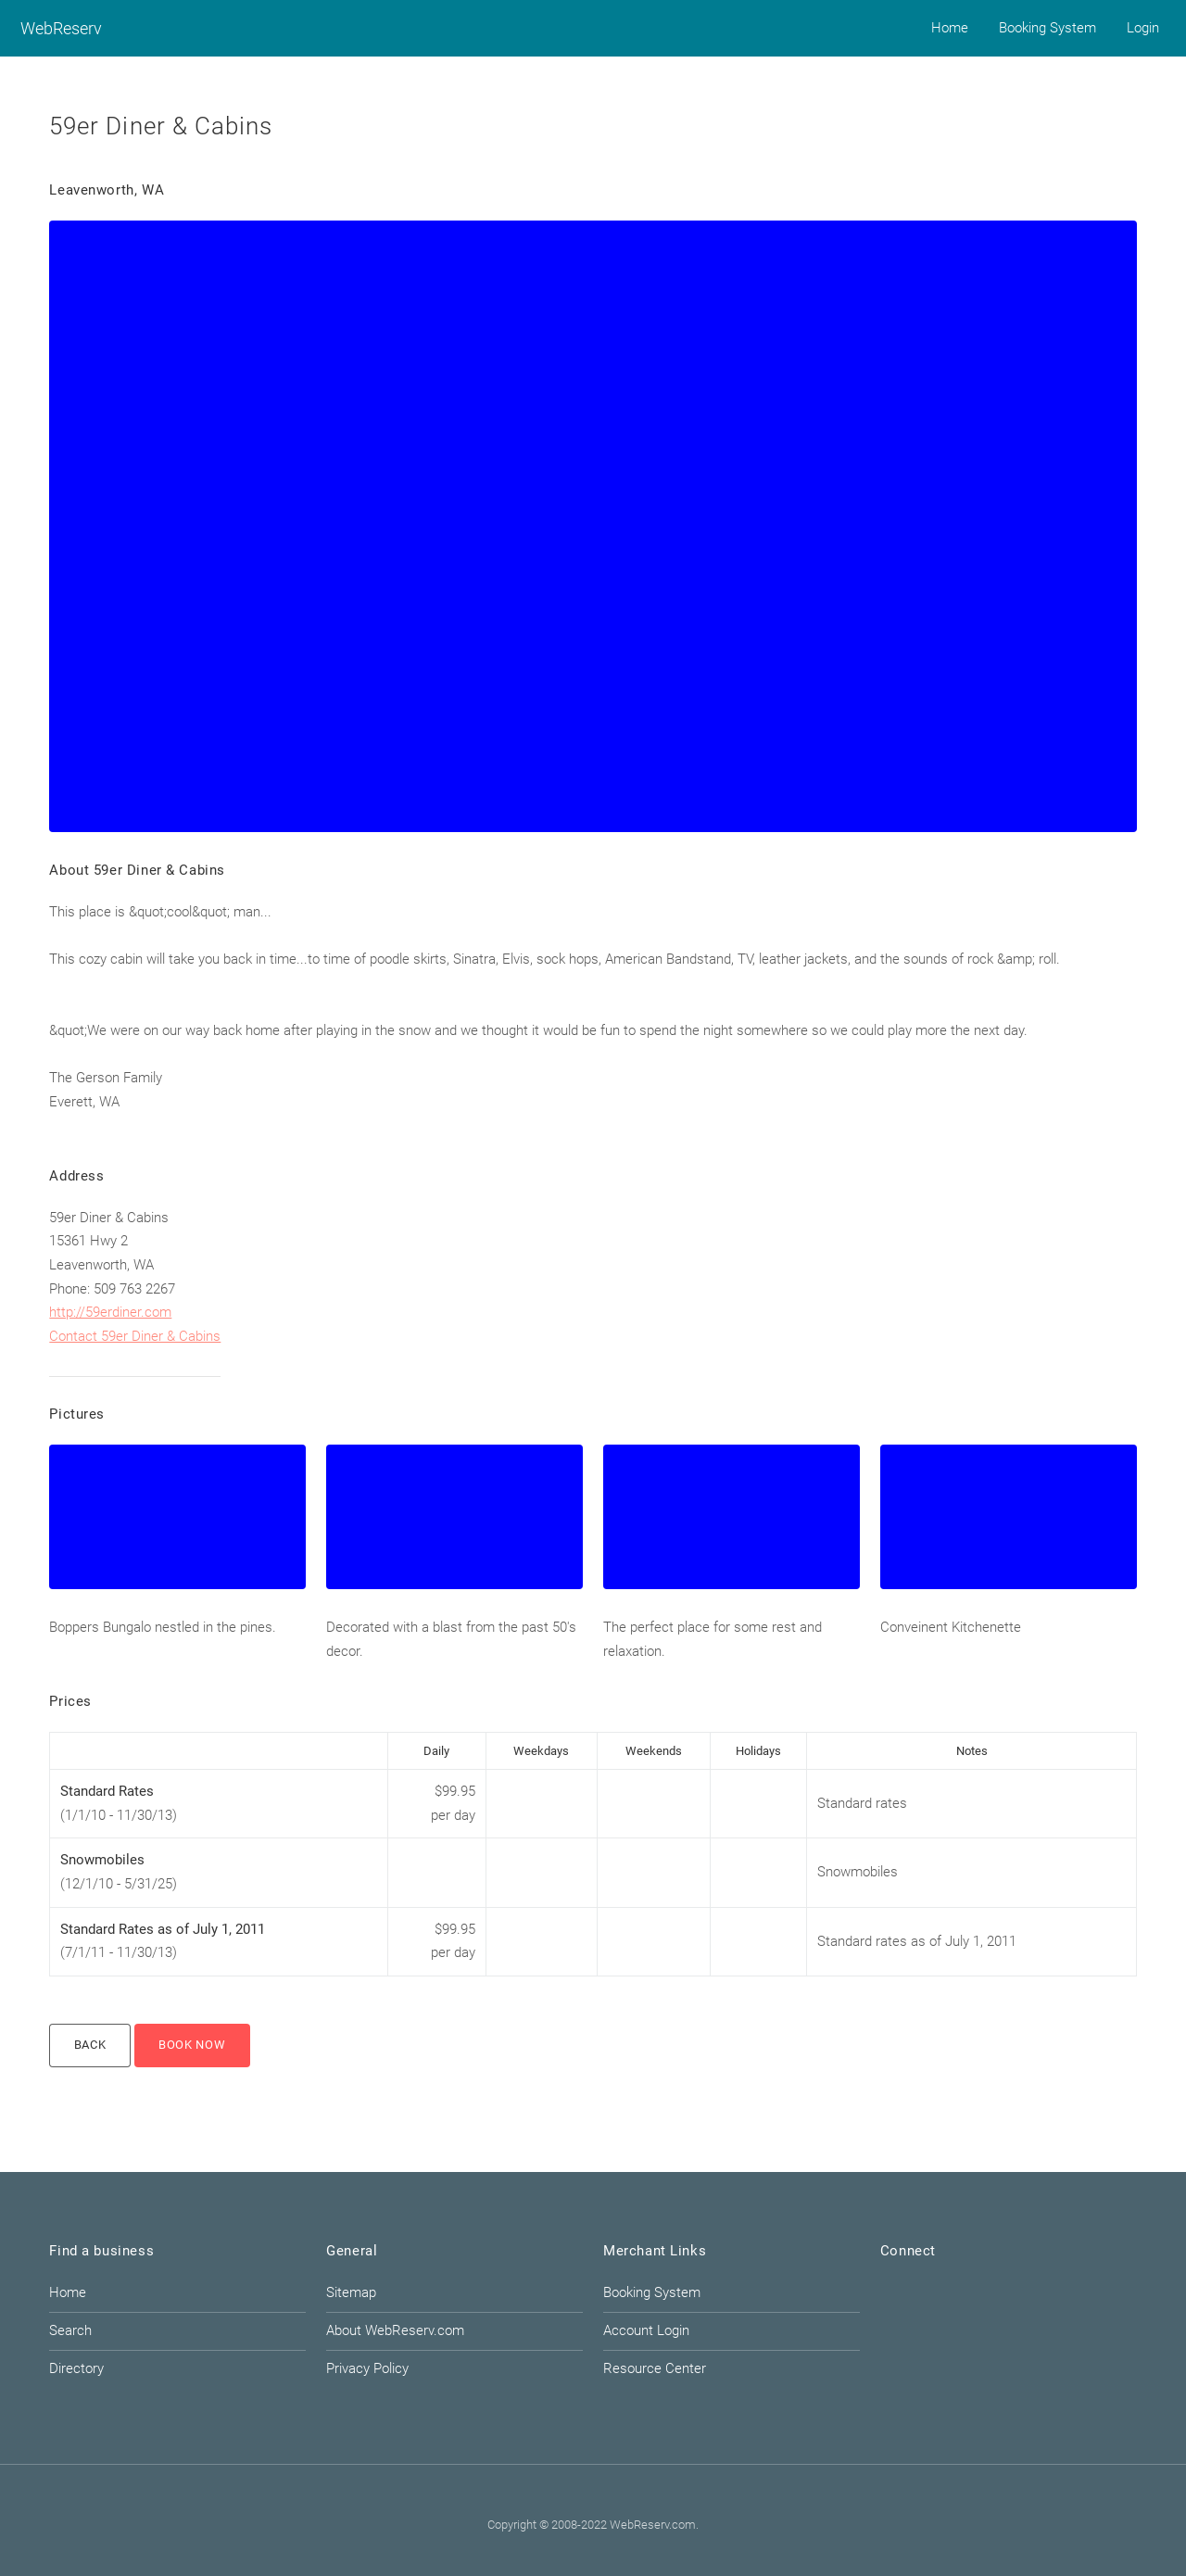 WebReserv
Home Booking System Login
59er Diner & Cabins
Leavenworth, WA
About 59er Diner & Cabins
This place is &quot;cool&quot; man...
This cozy cabin will take you back in time...to time of poodle skirts, Sinatra, Elvis, sock hops, American Bandstand, TV, leather jackets, and the sounds of rock &amp; roll.
&quot;We were on our way back home after playing in the snow and we thought it would be fun to spend the night somewhere so we could play more the next day.
The Gerson Family
Everett, WA
Address
59er Diner & Cabins
15361 Hwy 2
Leavenworth, WA
Phone: 509 763 2267
http://59erdiner.com
Contact 59er Diner & Cabins
Pictures
Boppers Bungalo nestled in the pines.
Decorated with a blast from the past 50's
decor.
The perfect place for some rest and
relaxation.
Conveinent Kitchenette
Prices
Daily Weekdays Weekends Holidays Notes
Standard Rates
(1/1/10 - 11/30/13)
$99.95
per day
Standard rates
Snowmobiles
(12/1/10 - 5/31/25)
Snowmobiles
Standard Rates as of July 1, 2011
(7/1/11 - 11/30/13)
$99.95
per day
Standard rates as of July 1, 2011
BACK BOOK NOW
Find a business
Home
Search
Directory
General
Sitemap
About WebReserv.com
Privacy Policy
Merchant Links
Booking System
Account Login
Resource Center
Connect
Copyright © 2008-2022 WebReserv.com.